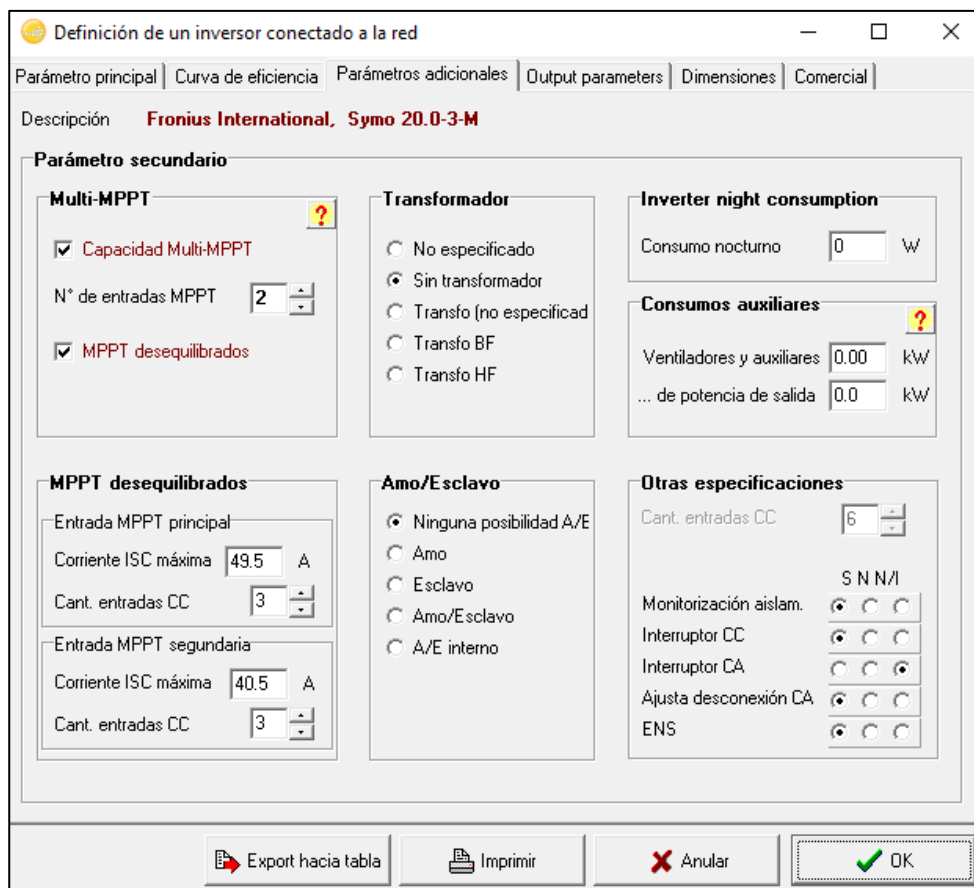 Definición de un inversor conectado a la red
Parámetro principal Curva de eficiencia Parámetros adicionales Output parameters Dimensiones Comercial
Descripción Fronius International, Symo 20.0-3-M
Parámetro secundario
Multi-MPPT
?
Capacidad Multi-MPPT
N° de entradas MPPT 2
MPPT desequilibrados
Transformador
No especificado
Sin transformador
Transfo (no especificad
Transfo BF
Transfo HF
Inverter night consumption
Consumo nocturno 0 W
Consumos auxiliares
?
Ventiladores y auxiliares 0.00 kW
... de potencia de salida 0.0 kW
MPPT desequilibrados
Entrada MPPT principal
Corriente ISC máxima 49.5 A
Cant. entradas CC 3
Entrada MPPT segundaria
Corriente ISC máxima 40.5 A
Cant. entradas CC 3
Amo/Esclavo
Ninguna posibilidad A/E
Amo
Esclavo
Amo/Esclavo
A/E interno
Otras especificaciones
Cant. entradas CC 6
S N N/I
Monitorización aislam.
Interruptor CC
Interruptor CA
Ajusta desconexión CA
ENS
Export hacia tabla Imprimir Anular OK